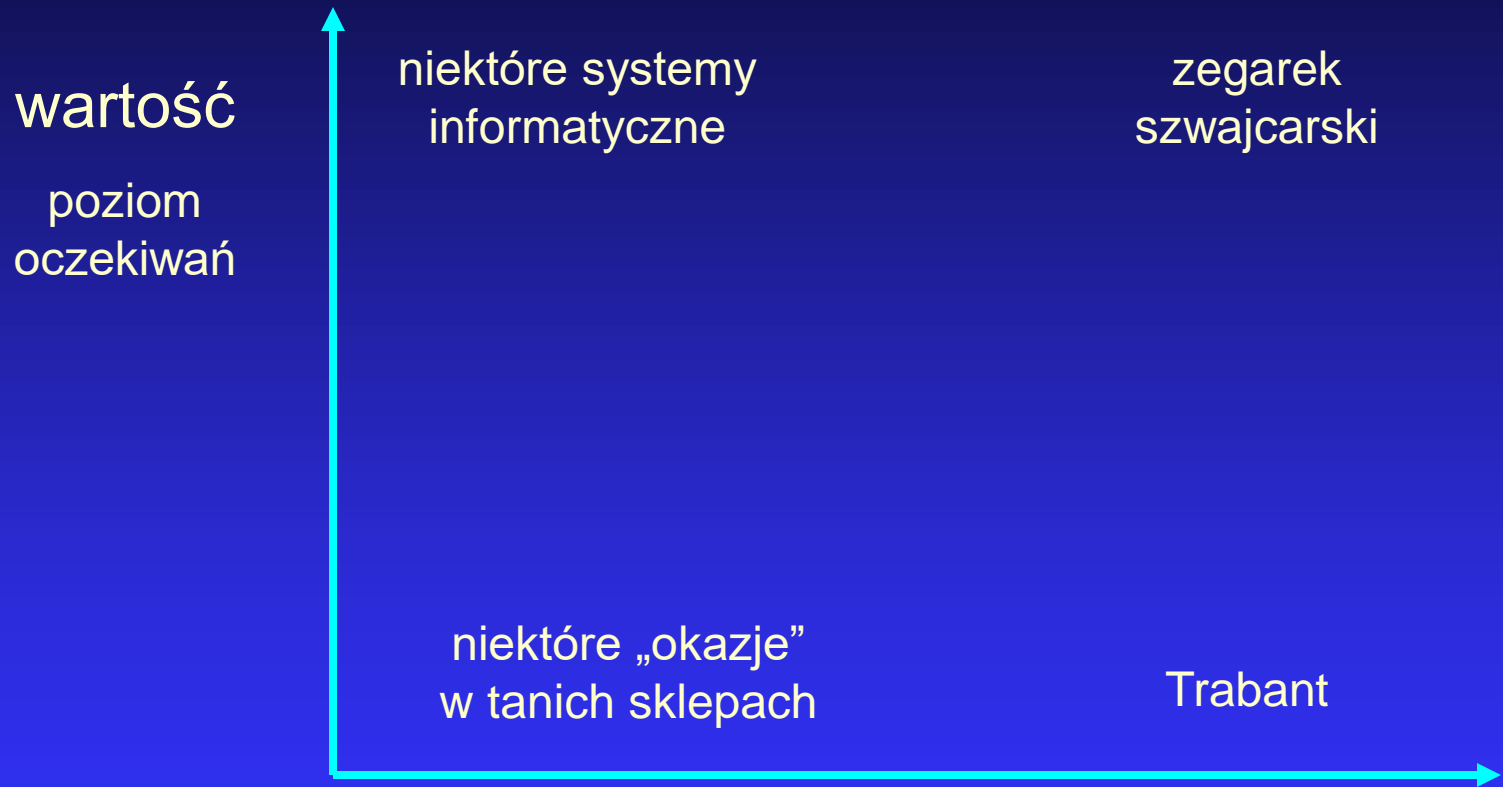 wartość
poziom
oczekiwań
niektóre systemy
informatyczne
zegarek
szwajcarski
niektóre „okazje”
w tanich sklepach
Trabant